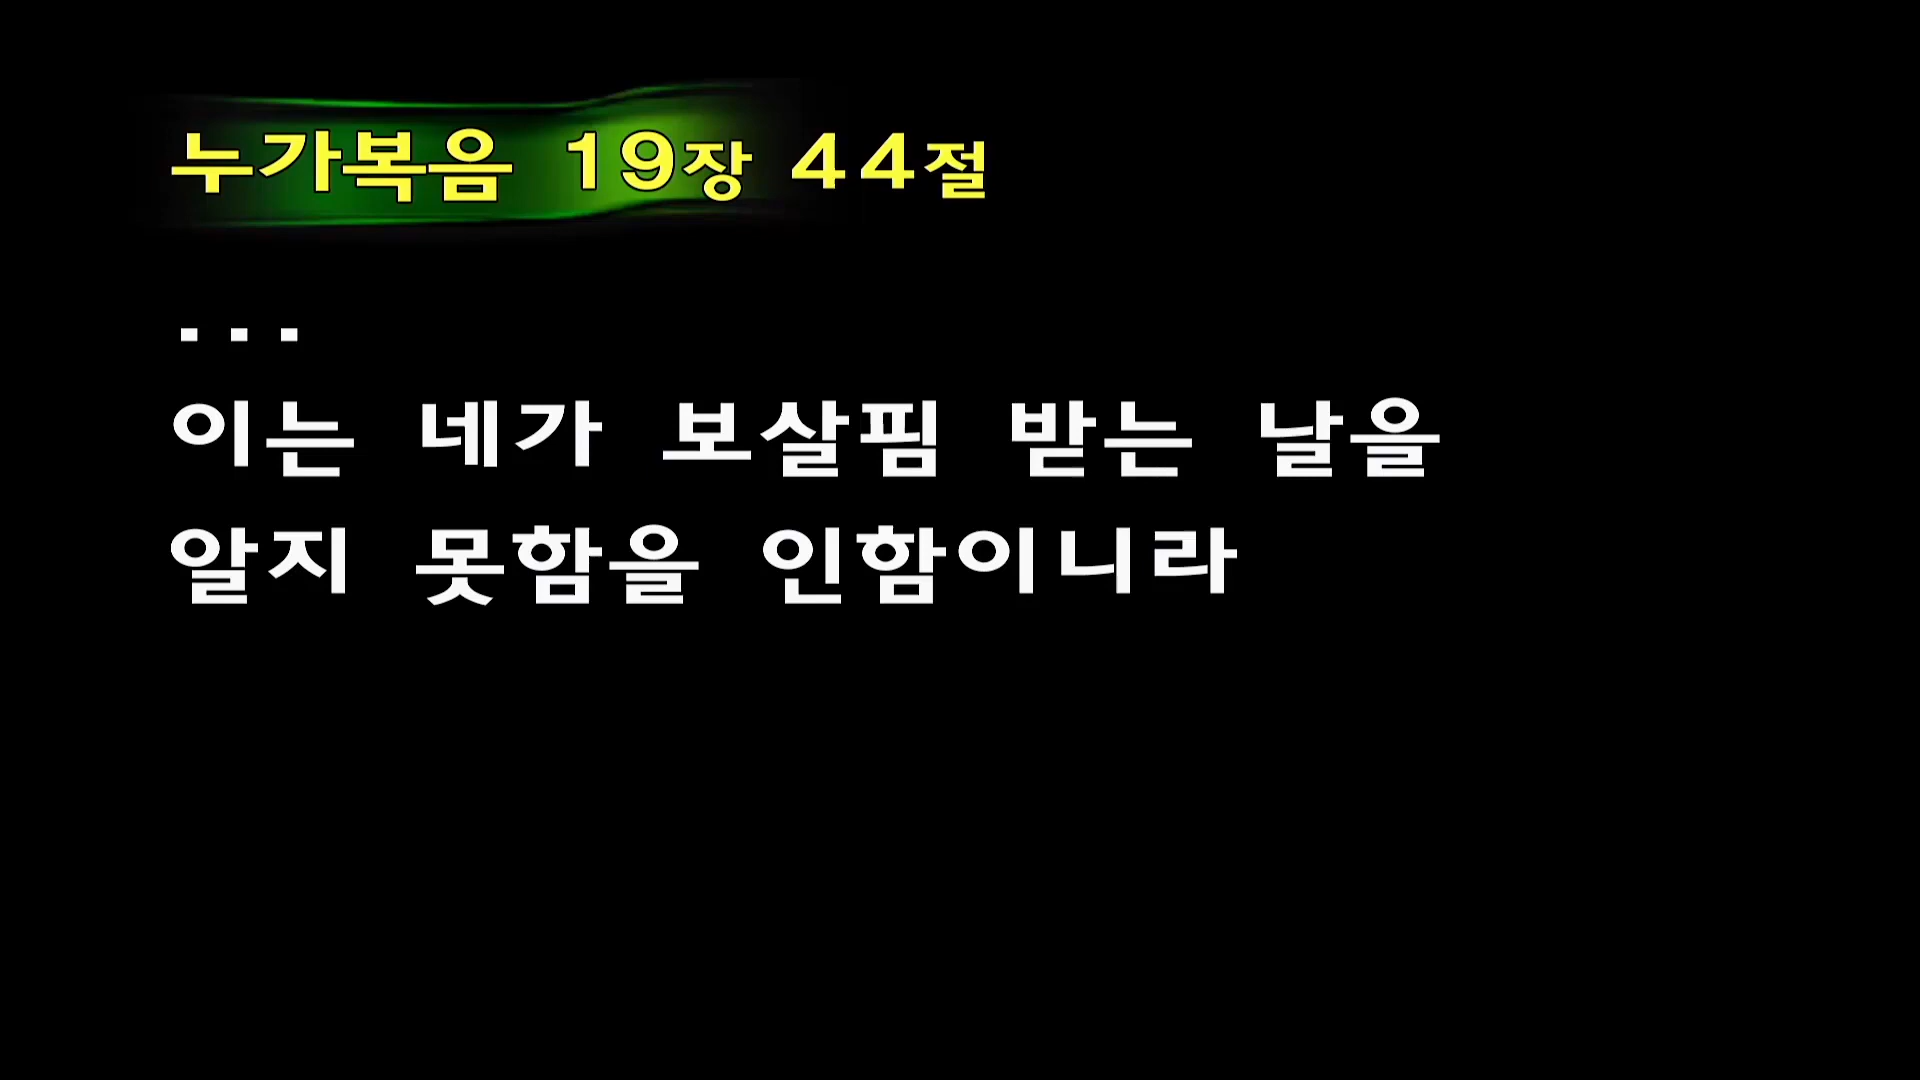 누가복음 19장 44절
...
이는 네가 보살핌 받는 날을
알지 못함을 인함이니라